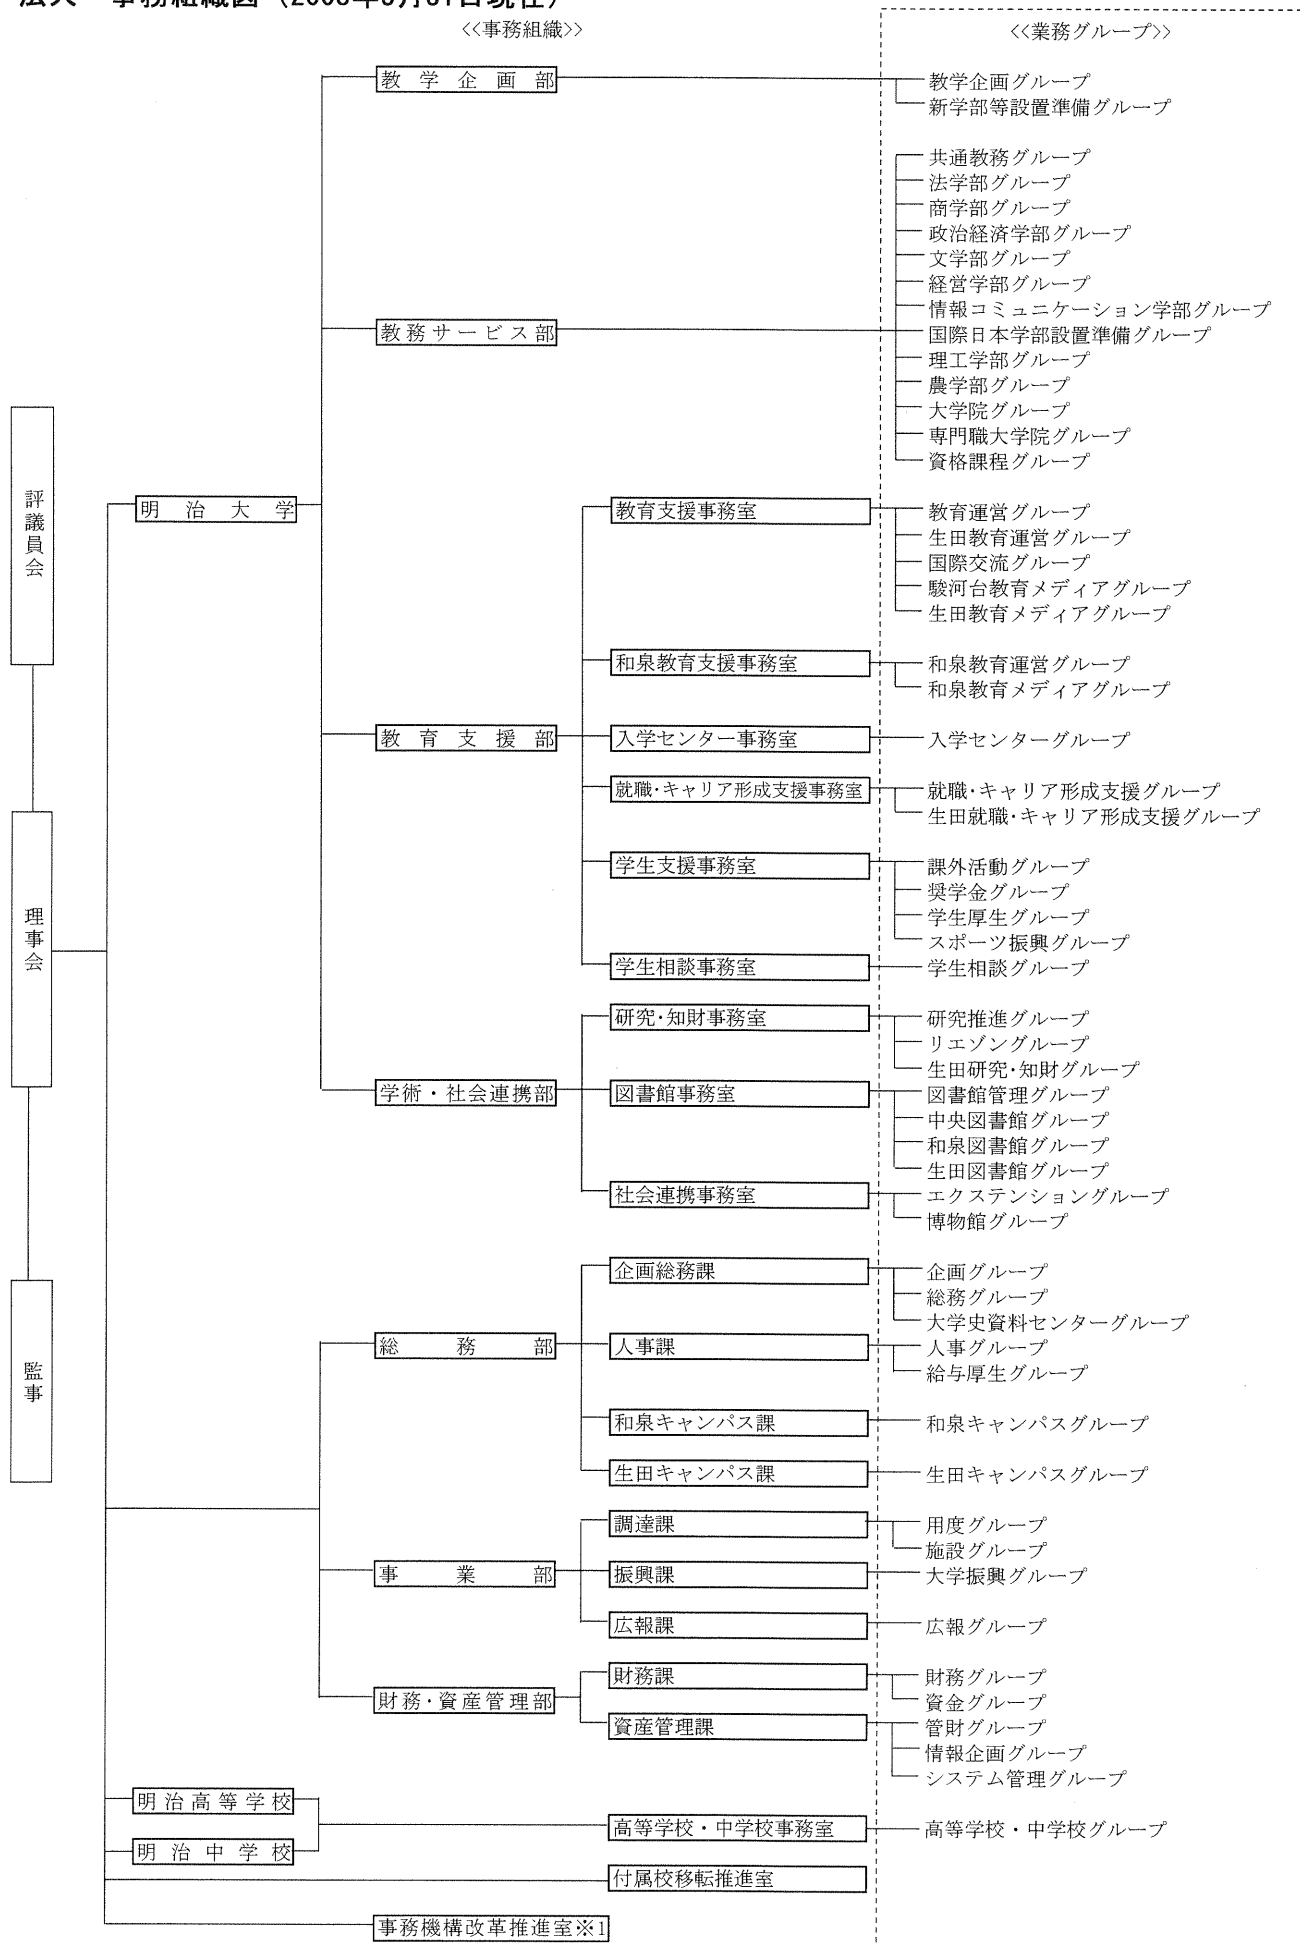 <<事務組織>>
<<業務グループ>>
教学企画部
教学企画グループ
新学部等設置準備グループ
教務サービス部
共通教務グループ
法学部グループ
商学部グループ
政治経済学部グループ
文学部グループ
経営学部グループ
情報コミュニケーション学部グループ
国際日本学部設置準備グループ
理工学部グループ
農学部グループ
大学院グループ
専門職大学院グループ
資格課程グループ
評議員会
理事会
監事
明治大学
教育支援部
教育支援事務室
教育運営グループ
生田教育運営グループ
国際交流グループ
駿河台教育メディアグループ
生田教育メディアグループ
和泉教育支援事務室
和泉教育運営グループ
和泉教育メディアグループ
入学センター事務室
入学センターグループ
就職・キャリア形成支援事務室
就職・キャリア形成支援グループ
生田就職・キャリア形成支援グループ
学生支援事務室
課外活動グループ
奨学金グループ
学生厚生グループ
スポーツ振興グループ
学生相談事務室
学生相談グループ
学術・社会連携部
研究・知財事務室
研究推進グループ
リエゾングループ
生田研究・知財グループ
図書館事務室
図書館管理グループ
中央図書館グループ
和泉図書館グループ
生田図書館グループ
社会連携事務室
エクステンショングループ
博物館グループ
総務部
企画総務課
企画グループ
総務グループ
大学史資料センターグループ
人事課
人事グループ
給与厚生グループ
和泉キャンパス課
和泉キャンパスグループ
生田キャンパス課
生田キャンパスグループ
事業部
調達課
用度グループ
施設グループ
振興課
大学振興グループ
広報課
広報グループ
財務・資産管理部
財務課
財務グループ
資金グループ
資産管理課
管財グループ
情報企画グループ
システム管理グループ
明治高等学校
明治中学校
高等学校・中学校事務室
高等学校・中学校グループ
付属校移転推進室
事務機構改革推進室※1